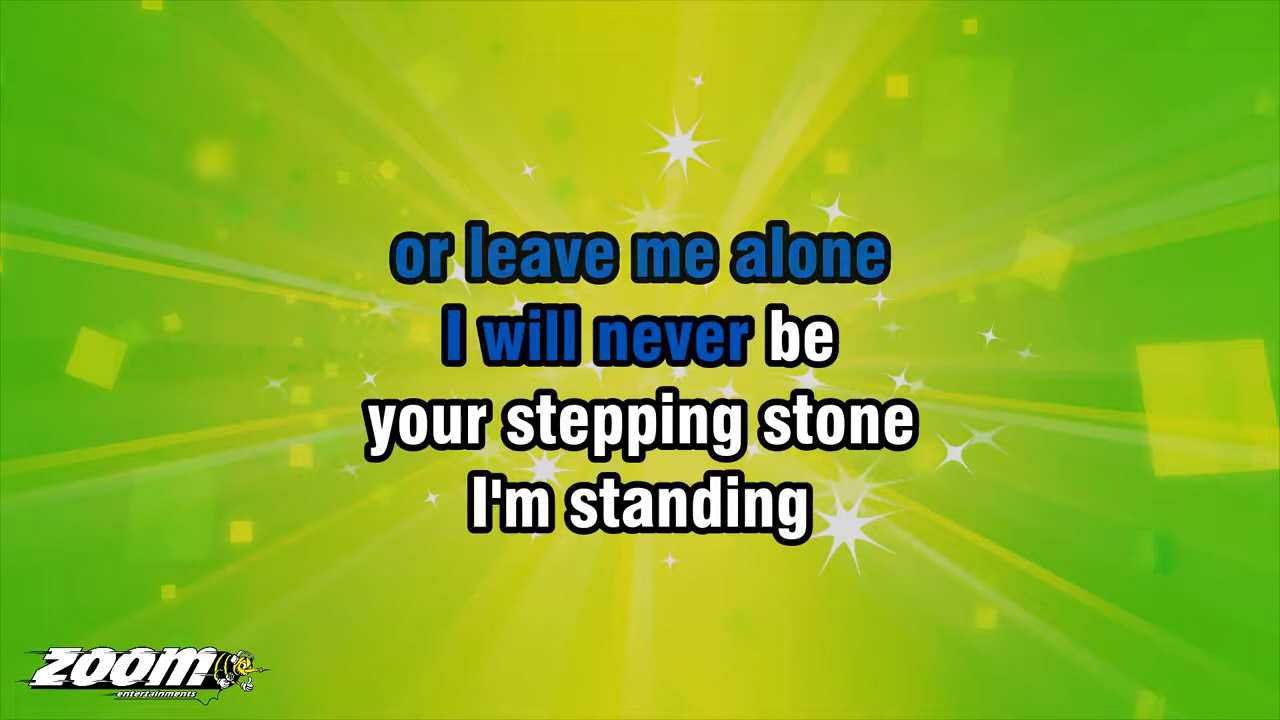 or leave me alone
I will never be
your stepping stone
I'm standing
ZOOM
entertainments